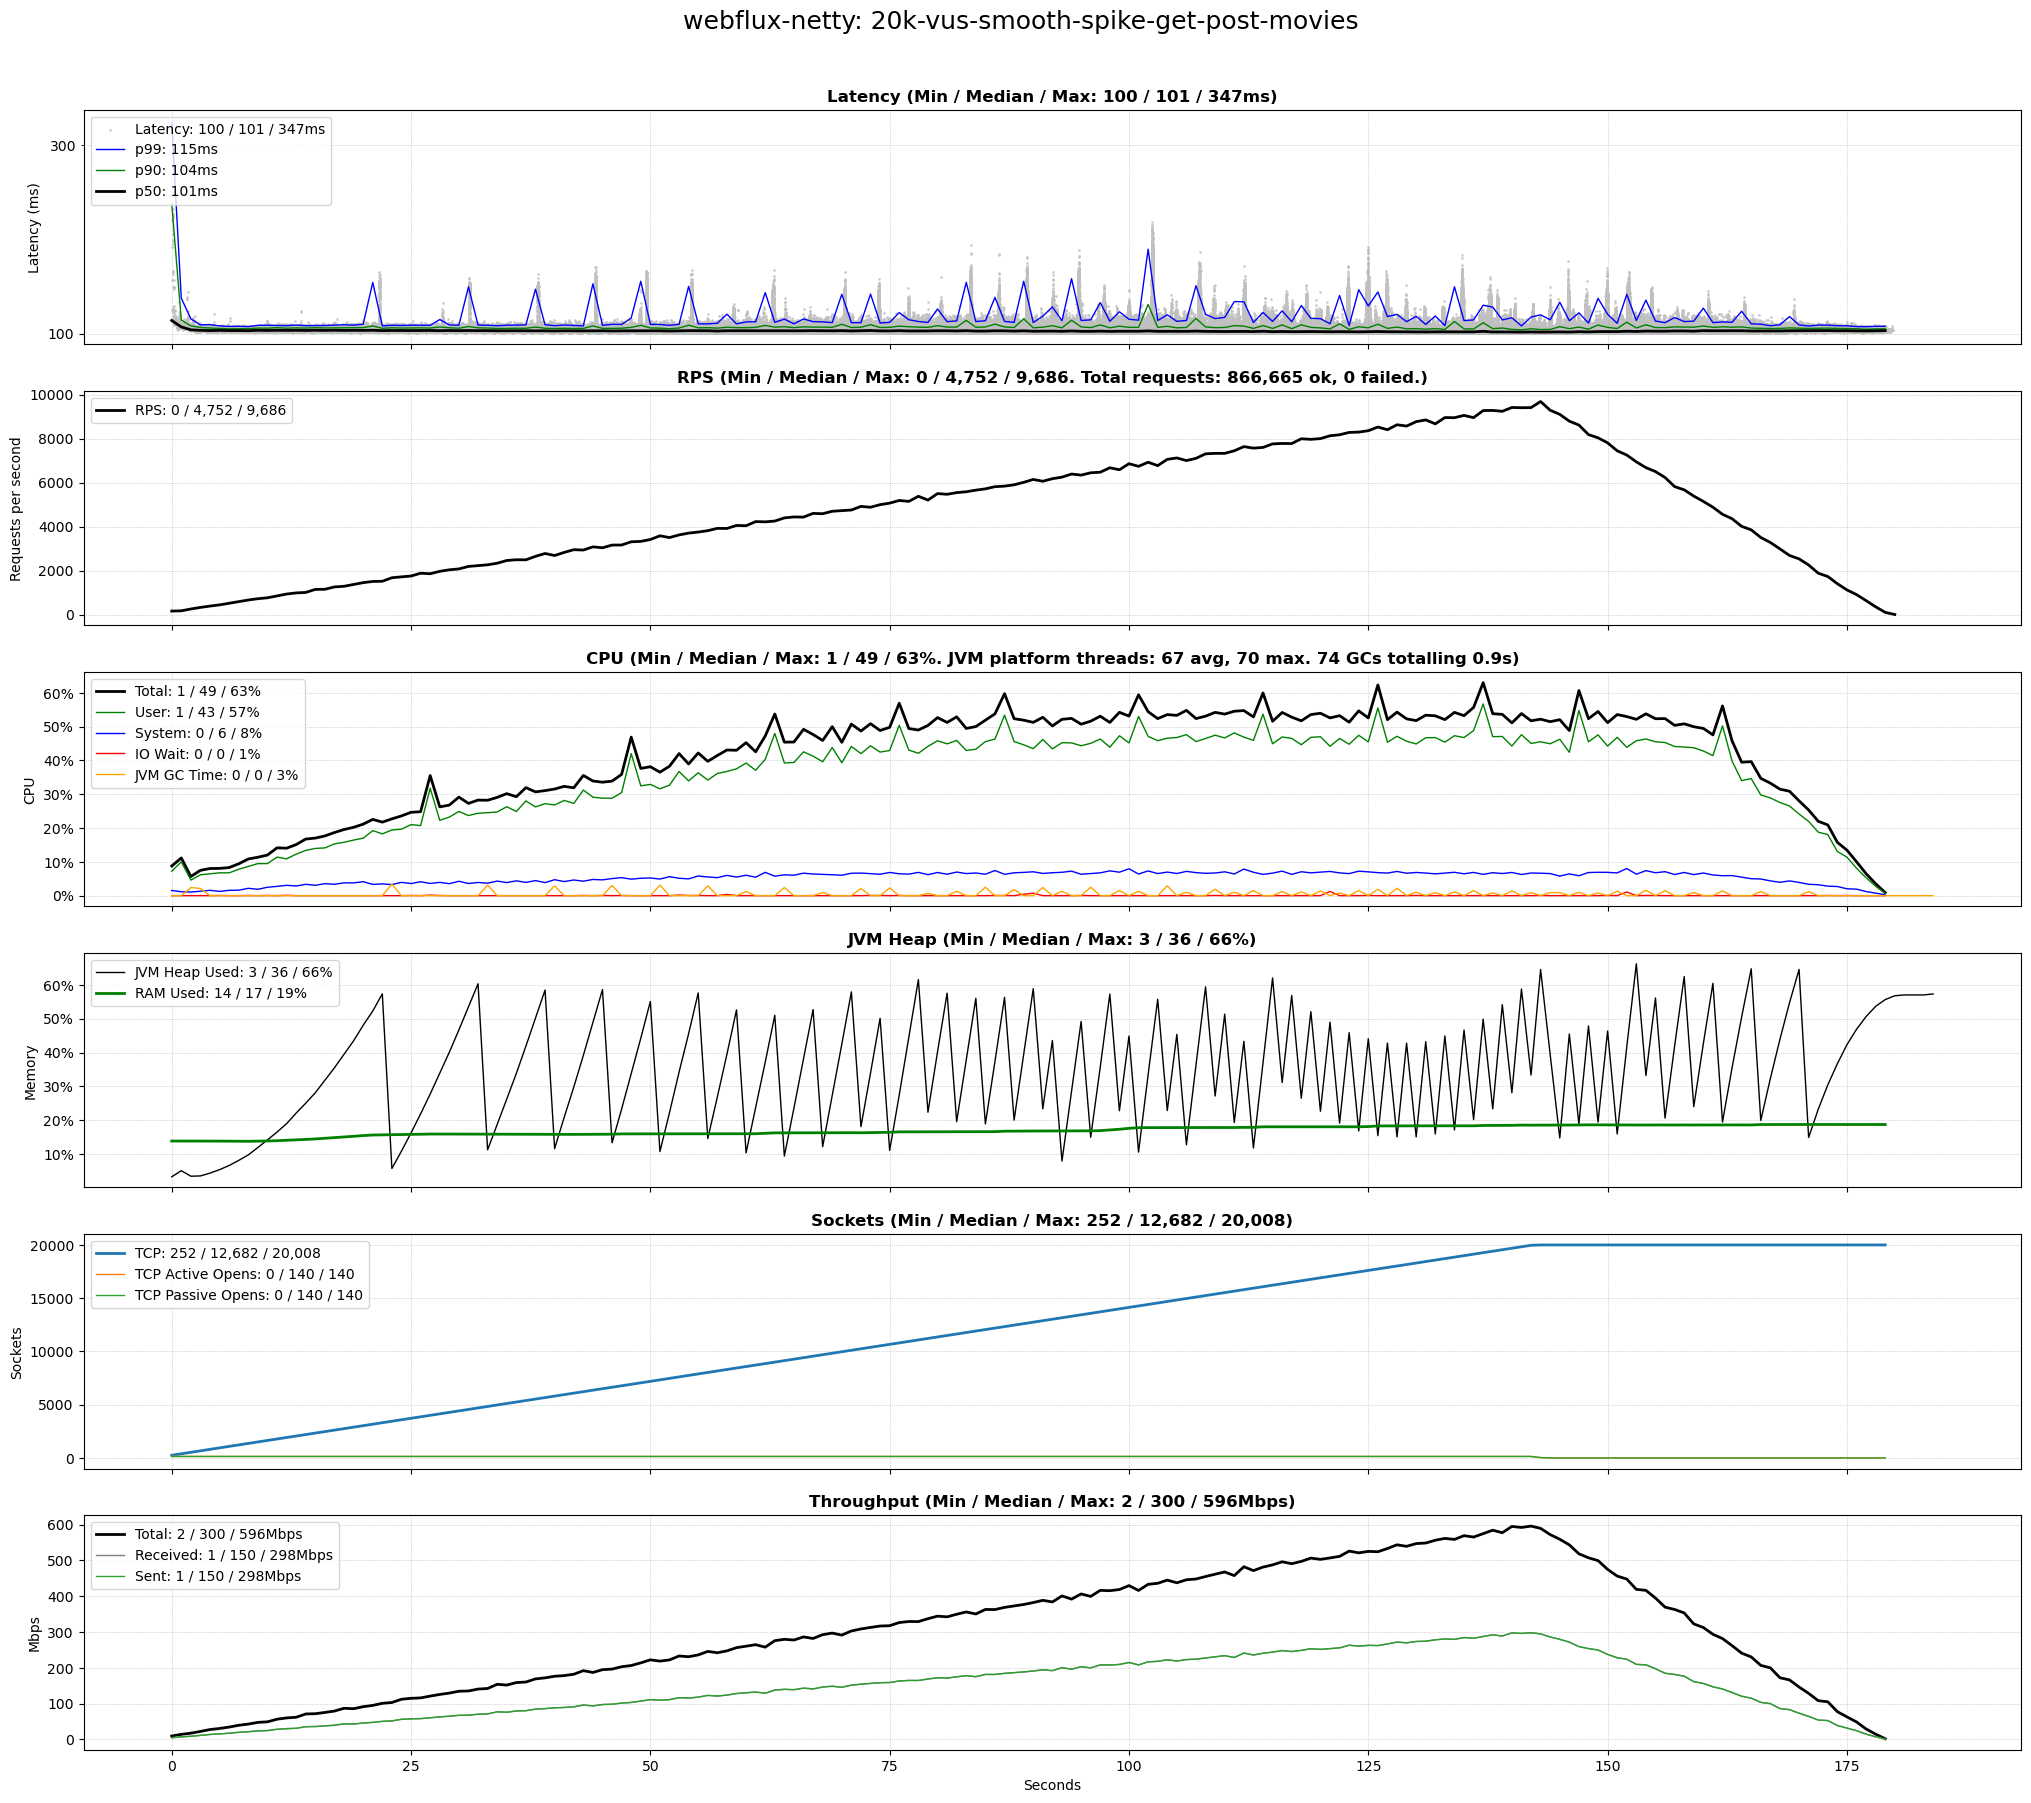 webflux-netty: 20k-vus-smooth-spike-get-post-movies
Latency (Min / Median / Max: 100 / 101 / 347ms)
Latency (ms)
300
100
Latency: 100 / 101 / 347ms
p99: 115ms
p90: 104ms
p50: 101ms
RPS (Min / Median / Max: 0 / 4,752 / 9,686. Total requests: 866,665 ok, 0 failed.)
Requests per second
10000
8000
6000
4000
2000
0
RPS: 0 / 4,752 / 9,686
CPU (Min / Median / Max: 1 / 49 / 63%. JVM platform threads: 67 avg, 70 max. 74 GCs totalling 0.9s)
CPU
60%
50%
40%
30%
20%
10%
0%
Total: 1 / 49 / 63%
User: 1 / 43 / 57%
System: 0 / 6 / 8%
IO Wait: 0 / 0 / 1%
JVM GC Time: 0 / 0 / 3%
JVM Heap (Min / Median / Max: 3 / 36 / 66%)
Memory
60%
50%
40%
30%
20%
10%
JVM Heap Used: 3 / 36 / 66%
RAM Used: 14 / 17 / 19%
Sockets (Min / Median / Max: 252 / 12,682 / 20,008)
Sockets
20000
15000
10000
5000
0
TCP: 252 / 12,682 / 20,008
TCP Active Opens: 0 / 140 / 140
TCP Passive Opens: 0 / 140 / 140
Throughput (Min / Median / Max: 2 / 300 / 596Mbps)
Mbps
600
500
400
300
200
100
0
Total: 2 / 300 / 596Mbps
Received: 1 / 150 / 298Mbps
Sent: 1 / 150 / 298Mbps
0 25 50 75 100 125 150 175
Seconds